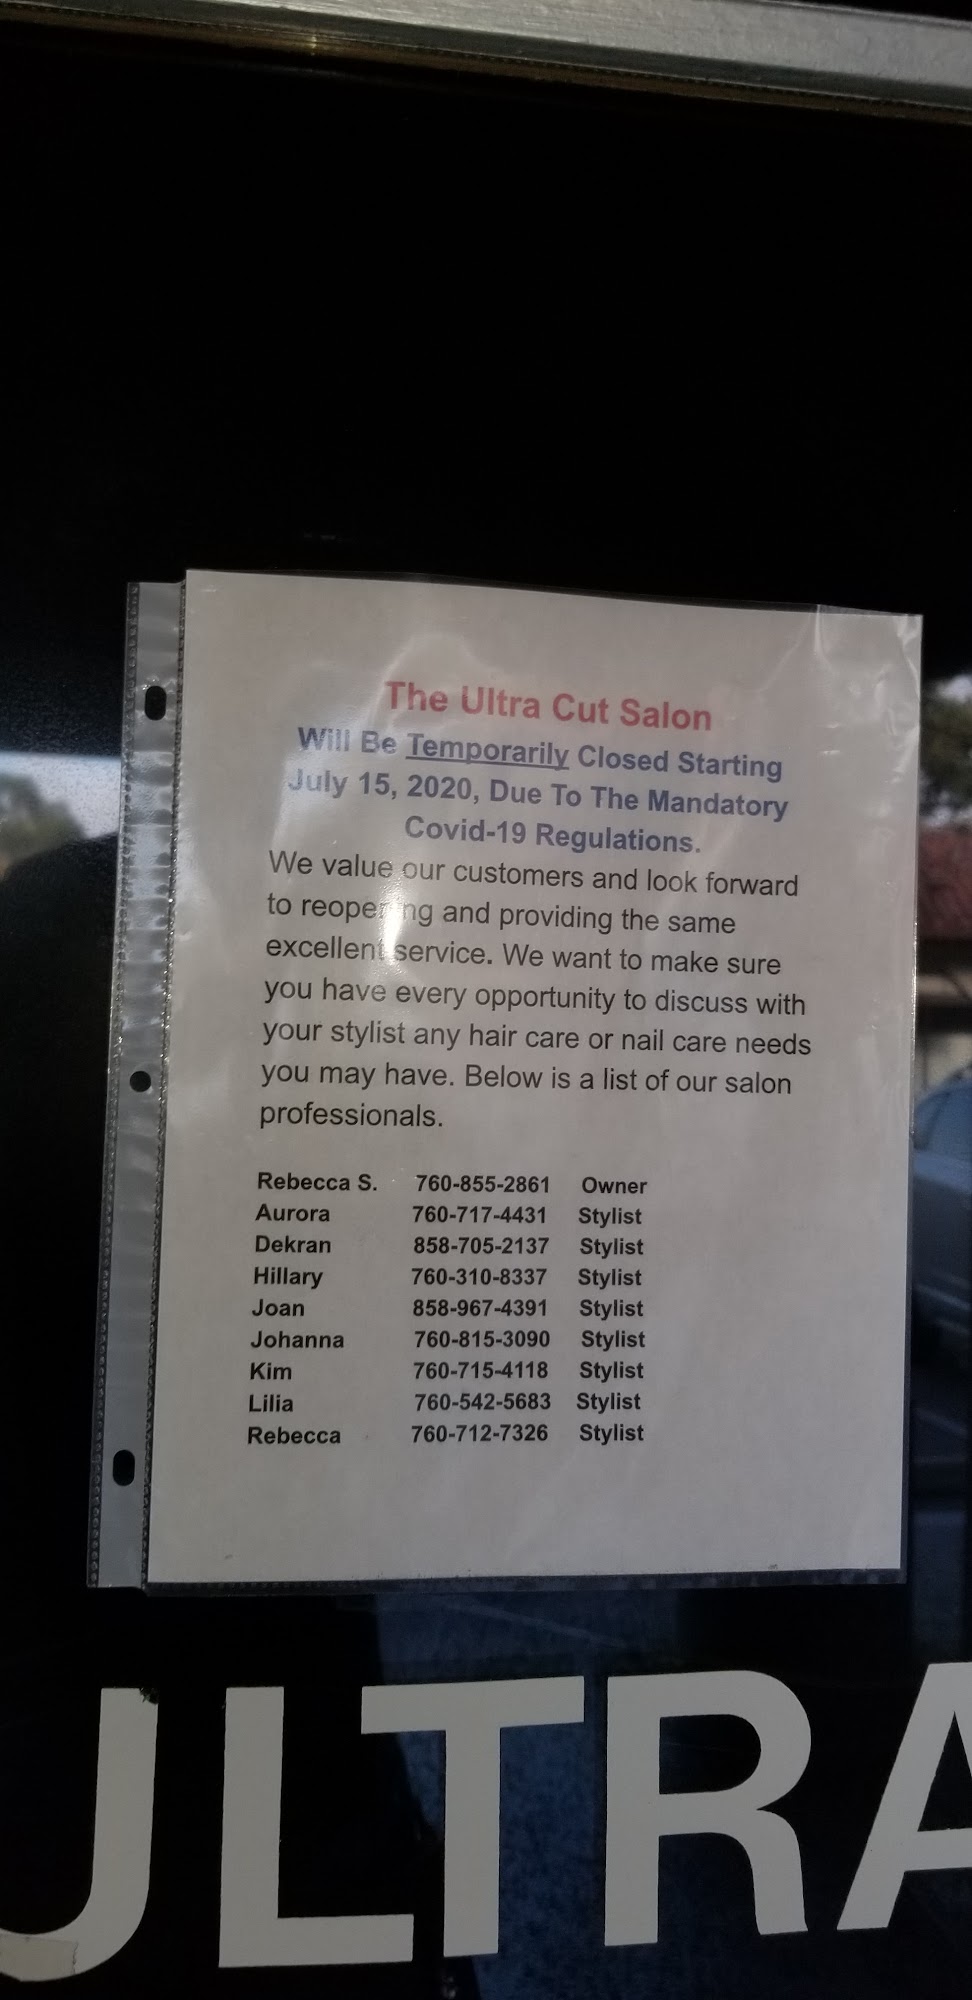 The Ultra Cut Salon
Will Be Temporarily Closed Starting
July 15, 2020, Due To The Mandatory
Covid-19 Regulations.
We value our customers and look forward
to reopening and providing the same
excellent service. We want to make sure
you have every opportunity to discuss with
your stylist any hair care or nail care needs
you may have. Below is a list of our salon
professionals.
Rebecca S. 760-855-2861 Owner
Aurora 760-717-4431 Stylist
Dekran 858-705-2137 Stylist
Hillary 760-310-8337 Stylist
Joan 858-967-4391 Stylist
Johanna 760-815-3090 Stylist
Kim 760-715-4118 Stylist
Lilia 760-542-5683 Stylist
Rebecca 760-712-7326 Stylist
ULTRA